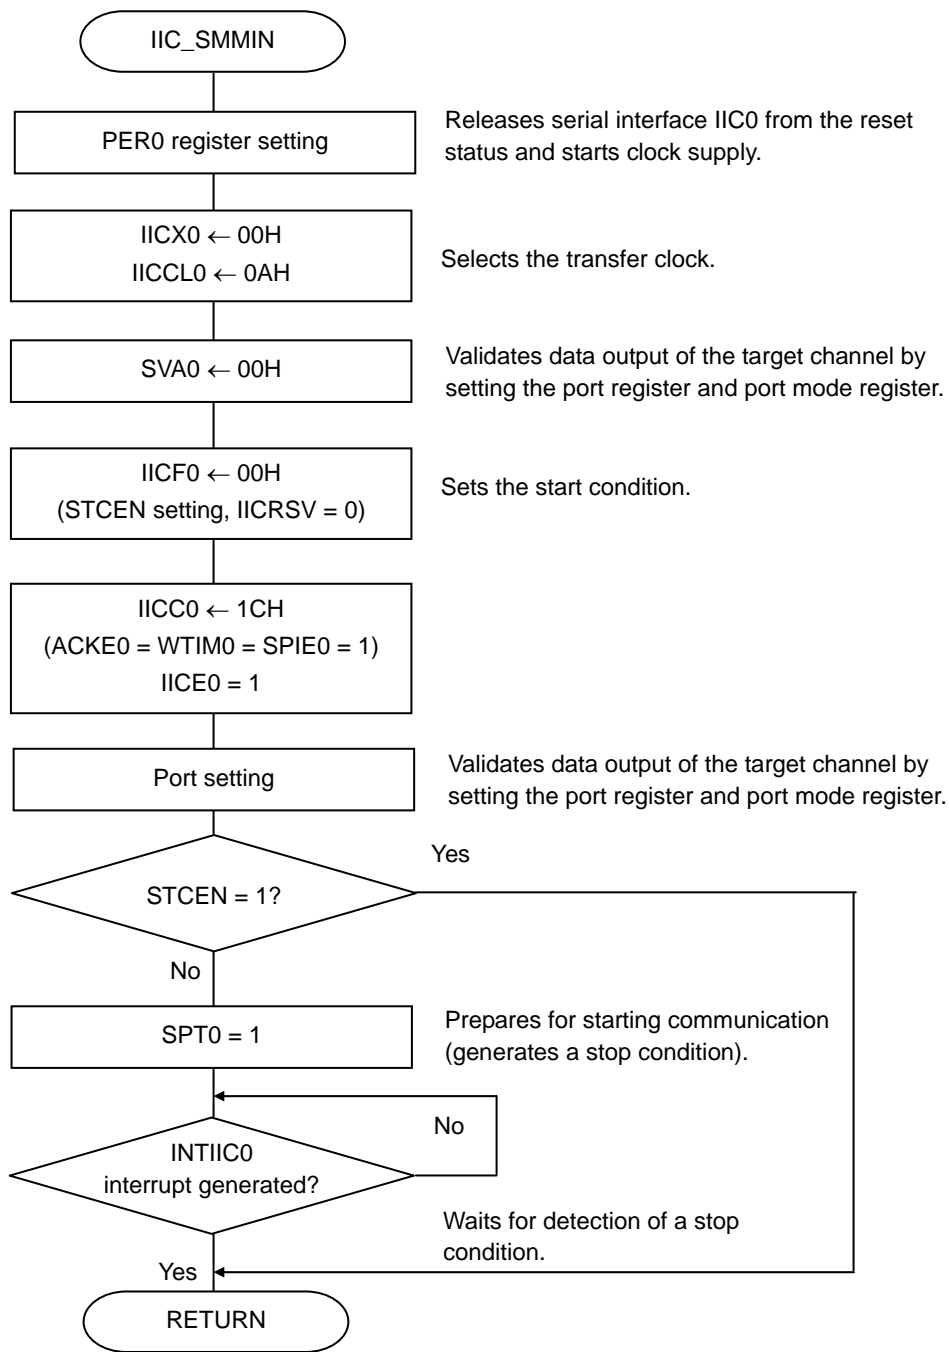 IIC_SMMIN
PER0 register setting
Releases serial interface IIC0 from the reset
status and starts clock supply.
IICX0 ← 00H
IICCL0 ← 0AH
Selects the transfer clock.
SVA0 ← 00H
Validates data output of the target channel by
setting the port register and port mode register.
IICF0 ← 00H
(STCEN setting, IICRSV = 0)
Sets the start condition.
IICC0 ← 1CH
(ACKE0 = WTIM0 = SPIE0 = 1)
IICE0 = 1
Port setting
Validates data output of the target channel by
setting the port register and port mode register.
Yes
STCEN = 1?
No
SPT0 = 1
Prepares for starting communication
(generates a stop condition).
No
INTIIC0
interrupt generated?
Waits for detection of a stop
condition.
Yes
RETURN